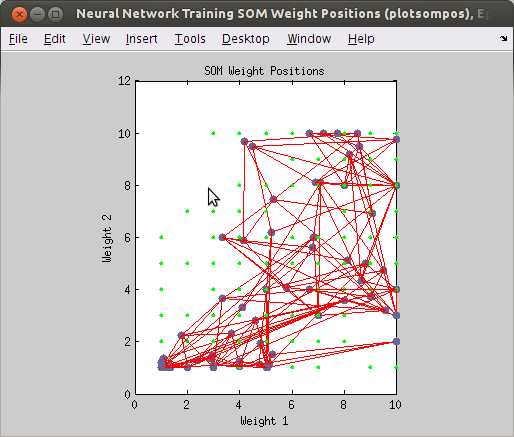 Neural Network Training SOM Weight Positions (plotsompos), Ep
File Edit View Insert Tools Desktop Window Help
SOM Weight Positions
12
10
8
6
4
2
0
Weight 2
0 2 4 6 8 10
Weight 1